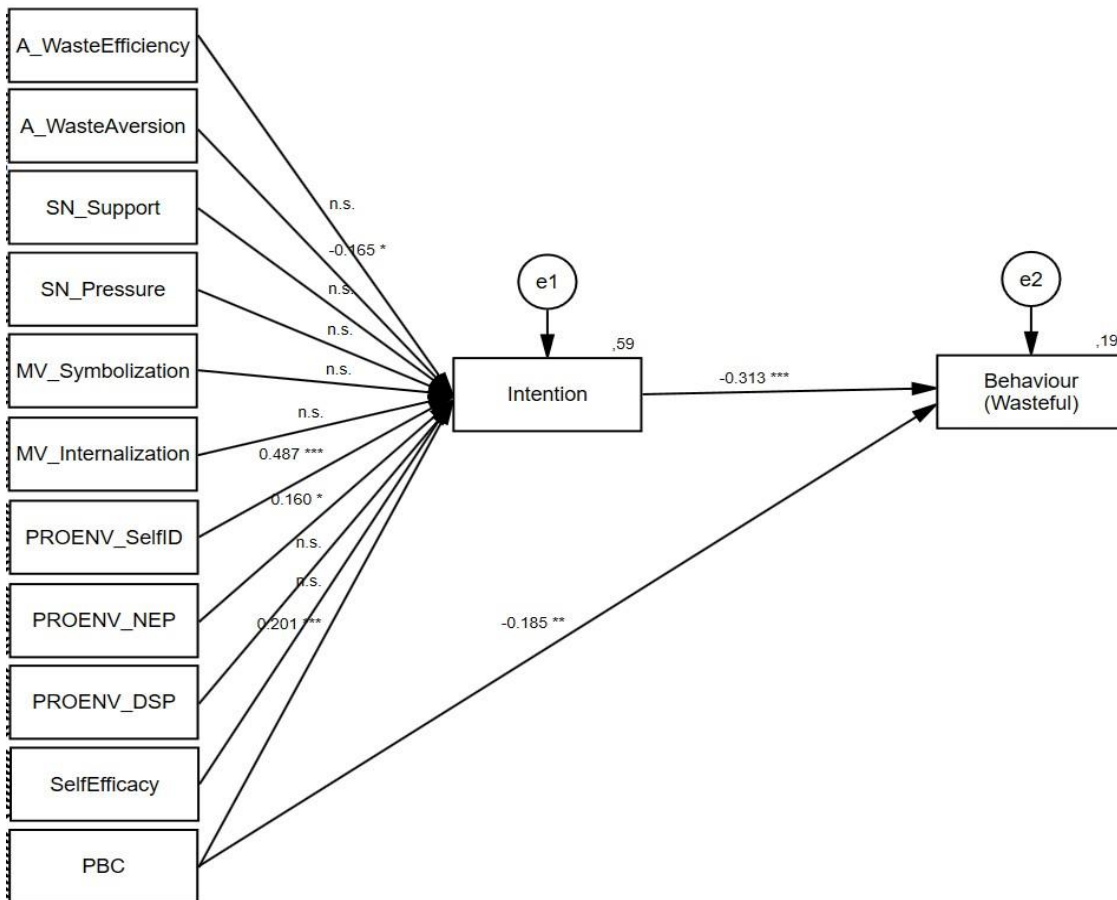 A_WasteEfficiency
A_WasteAversion
SN_Support
SN_Pressure
MV_Symbolization
MV_Internalization
PROENV_SelfID
PROENV_NEP
PROENV_DSP
SelfEfficacy
PBC
n.s.
-0.165 *
n.s.
n.s.
n.s.
n.s.
0.487 ***
0.160 *
n.s.
n.s.
0.201 ***
e1
,59
Intention
-0.313 ***
-0.185 **
e2
,19
Behaviour
(Wasteful)